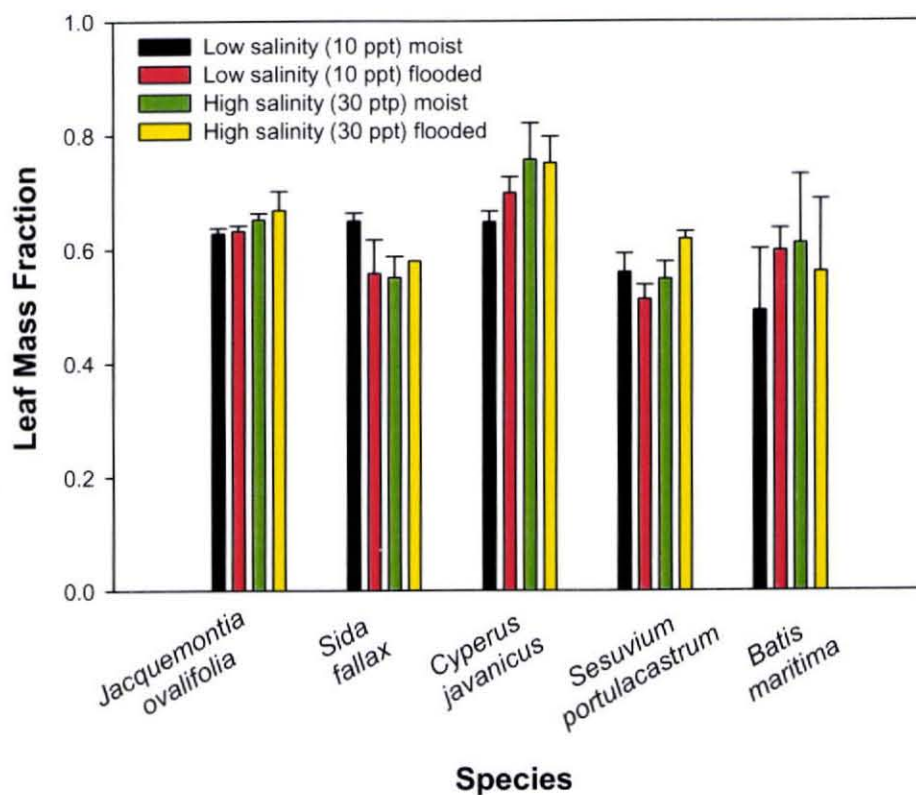 1.0
Low salinity (10 ppt) moist
Low salinity (10 ppt) flooded
High salinity (30 ptp) moist
High salinity (30 ppt) flooded
0.8
0.6
0.4
0.2
0.0
Leaf Mass Fraction
Jacquemontia
ovalifolia
Sida
fallax
Cyperus
javanicus
Sesuvium
portulacastrum
Batis
maritima
Species